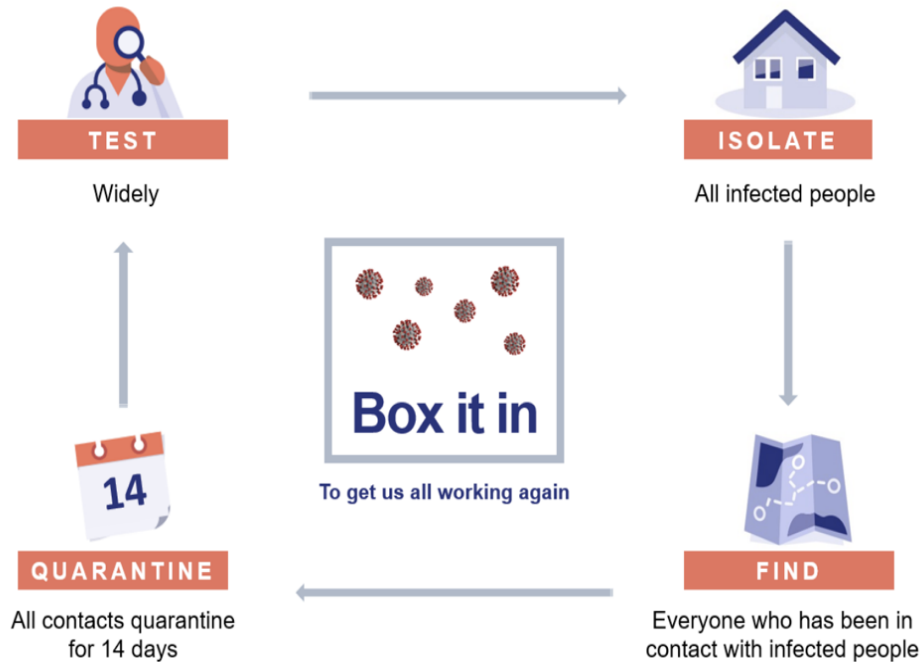 TEST
Widely
ISOLATE
All infected people
Box it in
To get us all working again
14
QUARANTINE
All contacts quarantine
for 14 days
FIND
Everyone who has been in
contact with infected people